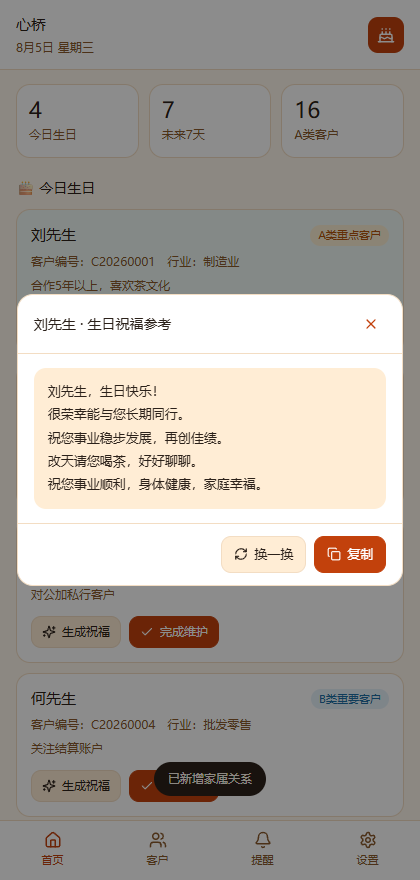 心桥
8月5日 星期三
4
今日生日
7
未来7天
16
A类客户
今日生日
刘先生
A类重点客户
客户编号：C20260001 行业：制造业
合作5年以上，喜欢茶文化
刘先生 · 生日祝福参考
刘先生，生日快乐！
很荣幸能与您长期同行。
祝您事业稳步发展，再创佳绩。
改天请您喝茶，好好聊聊。
祝您事业顺利，身体健康，家庭幸福。
换一换
复制
对公加私行客户
生成祝福
完成维护
何先生
B类重要客户
客户编号：C20260004 行业：批发零售
关注结算账户
生成祝福
已新增家属关系
首页
客户
提醒
设置